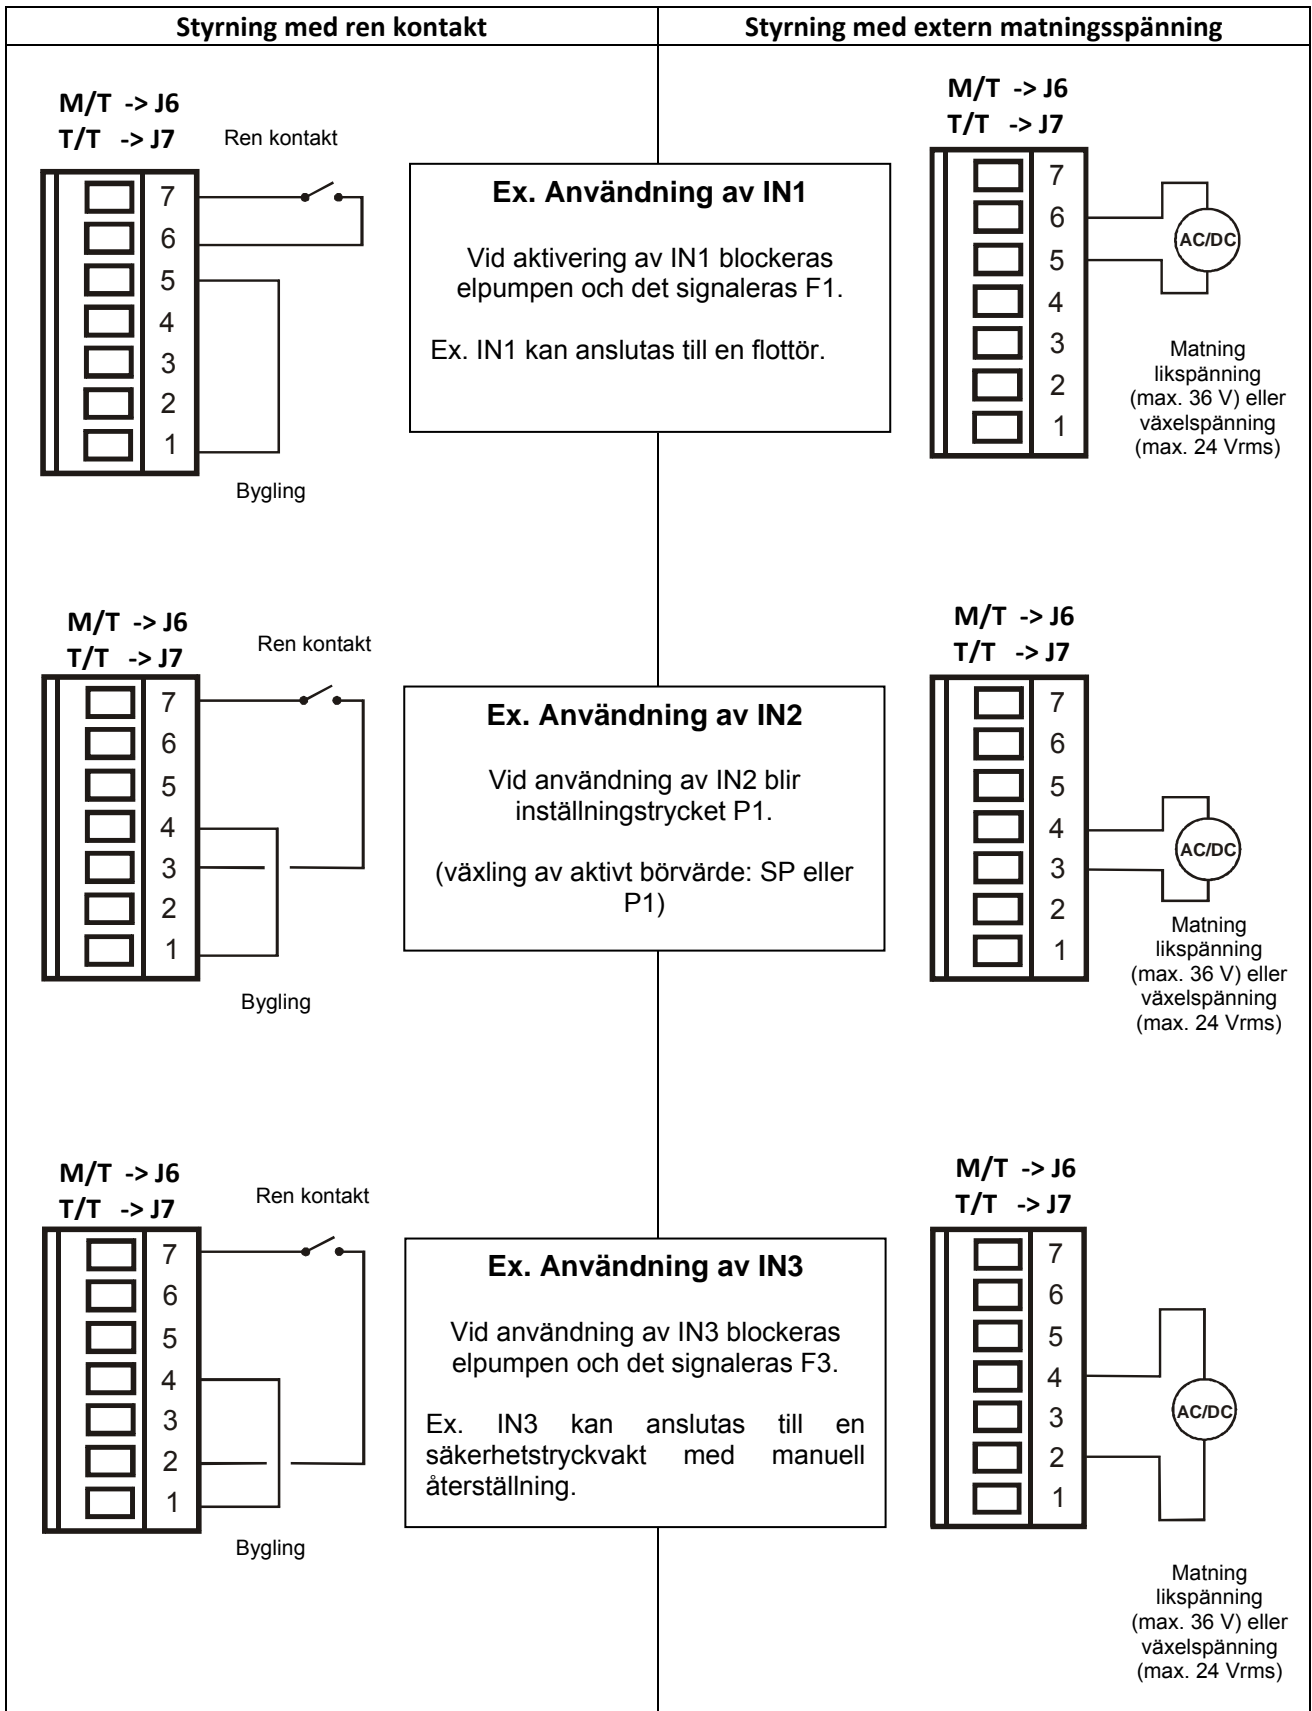 Styrning med ren kontakt
Styrning med extern matningsspänning
M/T -> J6
T/T -> J7
Ren kontakt
7
6
5
4
3
2
1
Bygling
Ex. Användning av IN1
Vid aktivering av IN1 blockeras
elpumpen och det signaleras F1.
Ex. IN1 kan anslutas till en flottör.
M/T -> J6
T/T -> J7
7
6
5
4
3
2
1
AC/DC
Matning
likspänning
(max. 36 V) eller
växelspänning
(max. 24 Vrms)
M/T -> J6
T/T -> J7
Ren kontakt
7
6
5
4
3
2
1
Bygling
Ex. Användning av IN2
Vid användning av IN2 blir
inställningstrycket P1.
(växling av aktivt börvärde: SP eller
P1)
M/T -> J6
T/T -> J7
7
6
5
4
3
2
1
AC/DC
Matning
likspänning
(max. 36 V) eller
växelspänning
(max. 24 Vrms)
M/T -> J6
T/T -> J7
Ren kontakt
7
6
5
4
3
2
1
Bygling
Ex. Användning av IN3
Vid användning av IN3 blockeras
elpumpen och det signaleras F3.
Ex. IN3 kan anslutas till en
säkerhetstryckvakt med manuell
återställning.
M/T -> J6
T/T -> J7
7
6
5
4
3
2
1
AC/DC
Matning
likspänning
(max. 36 V) eller
växelspänning
(max. 24 Vrms)